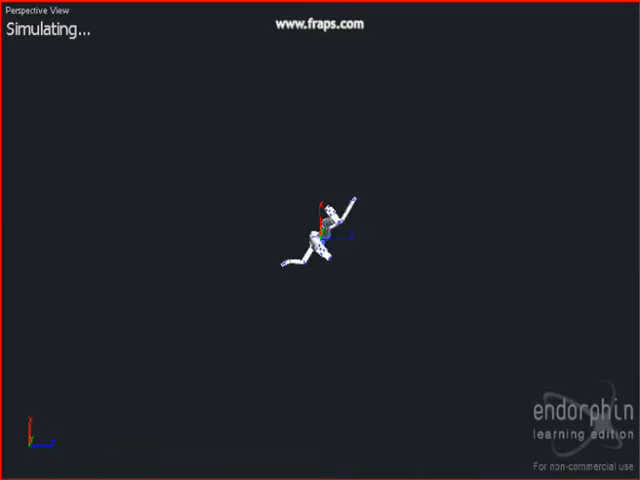 Perspective View
Simulating...
www.fraps.com
endorphin
learning edition
For non-commercial use